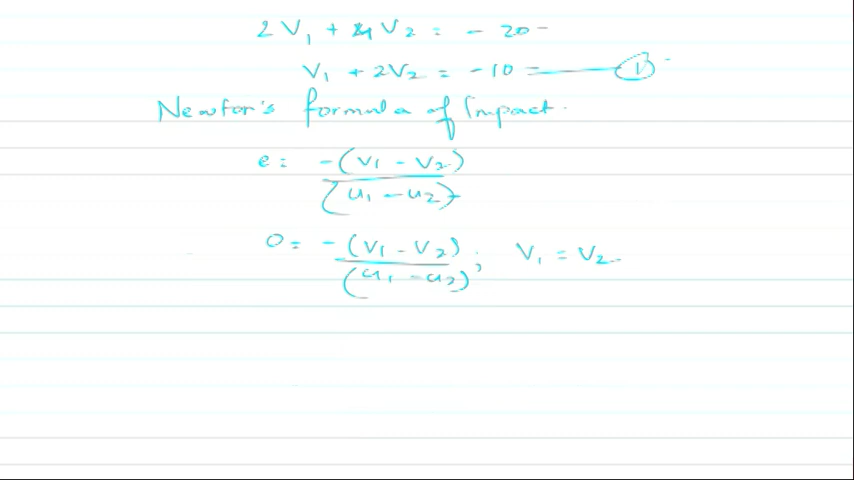 2V₁ + 4V₂ = - 20
V₁ + 2V₂ = -10 ——— ①
Newton's formula of Impact.
e = -(V₁ - V₂) / (u₁ - u₂)
0 = -(V₁ - V₂) / (u₁ - u₂) ; V₁ = V₂